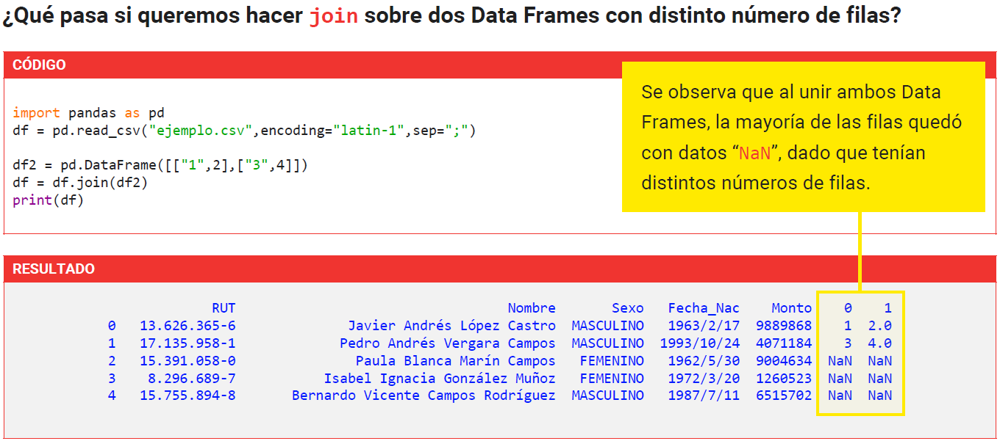 ¿Qué pasa si queremos hacer join sobre dos Data Frames con distinto número de filas?
CÓDIGO
import pandas as pd
df = pd.read_csv("ejemplo.csv",encoding="latin-1",sep=";")
df2 = pd.DataFrame([["1",2],["3",4]])
df = df.join(df2)
print(df)
Se observa que al unir ambos Data
Frames, la mayoría de las filas quedó
con datos “NaN”, dado que tenían
distintos números de filas.
RESULTADO
RUT Nombre Sexo Fecha_Nac Monto 0 1
0 13.626.365-6 Javier Andrés López Castro MASCULINO 1963/2/17 9889868 1 2.0
1 17.135.958-1 Pedro Andrés Vergara Campos MASCULINO 1993/10/24 4071184 3 4.0
2 15.391.058-0 Paula Blanca Marín Campos FEMENINO 1962/5/30 9004634 NaN NaN
3 8.296.689-7 Isabel Ignacia González Muñoz FEMENINO 1972/3/20 1260523 NaN NaN
4 15.755.894-8 Bernardo Vicente Campos Rodríguez MASCULINO 1987/7/11 6515702 NaN NaN